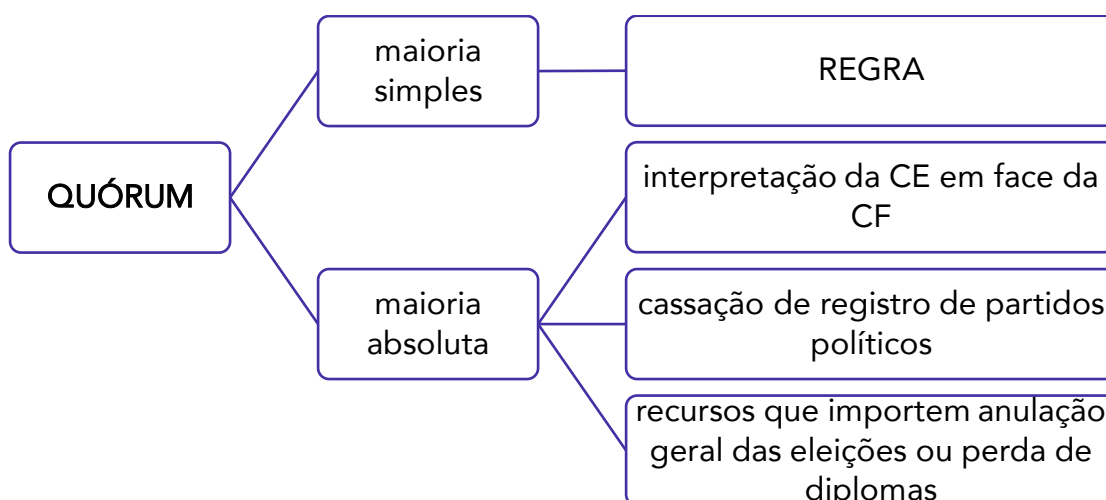 QUÓRUM
maioria
simples
REGRA
maioria
absoluta
interpretação da CE em face da
CF
cassação de registro de partidos
políticos
recursos que importem anulação
geral das eleições ou perda de
diplomas